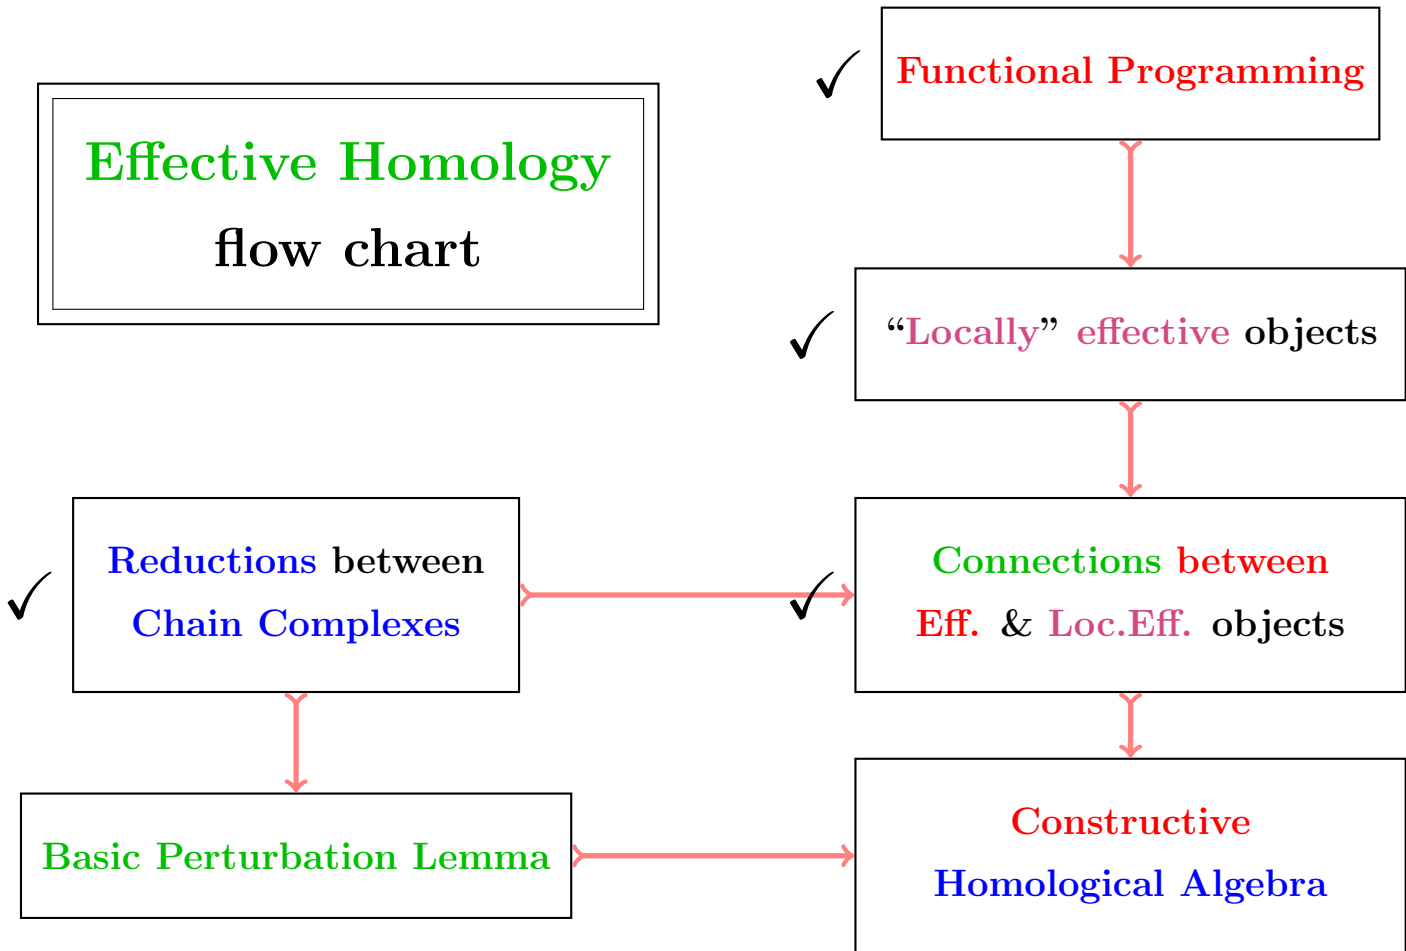 Effective Homology
flow chart
✓ Functional Programming
✓ “Locally” effective objects
✓ Reductions between
Chain Complexes
✓ Connections between
Eff. & Loc.Eff. objects
Basic Perturbation Lemma
Constructive
Homological Algebra